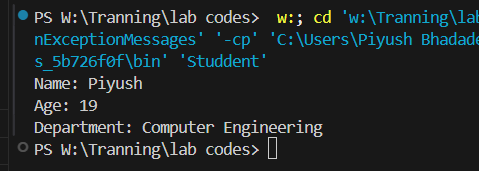 PS W:\Tranning\lab codes>  w:; cd 'w:\Tranning\lab
nExceptionMessages' '-cp' 'C:\Users\Piyush Bhadade
s_5b726f0f\bin' 'Studdent'
Name: Piyush
Age: 19
Department: Computer Engineering
PS W:\Tranning\lab codes>